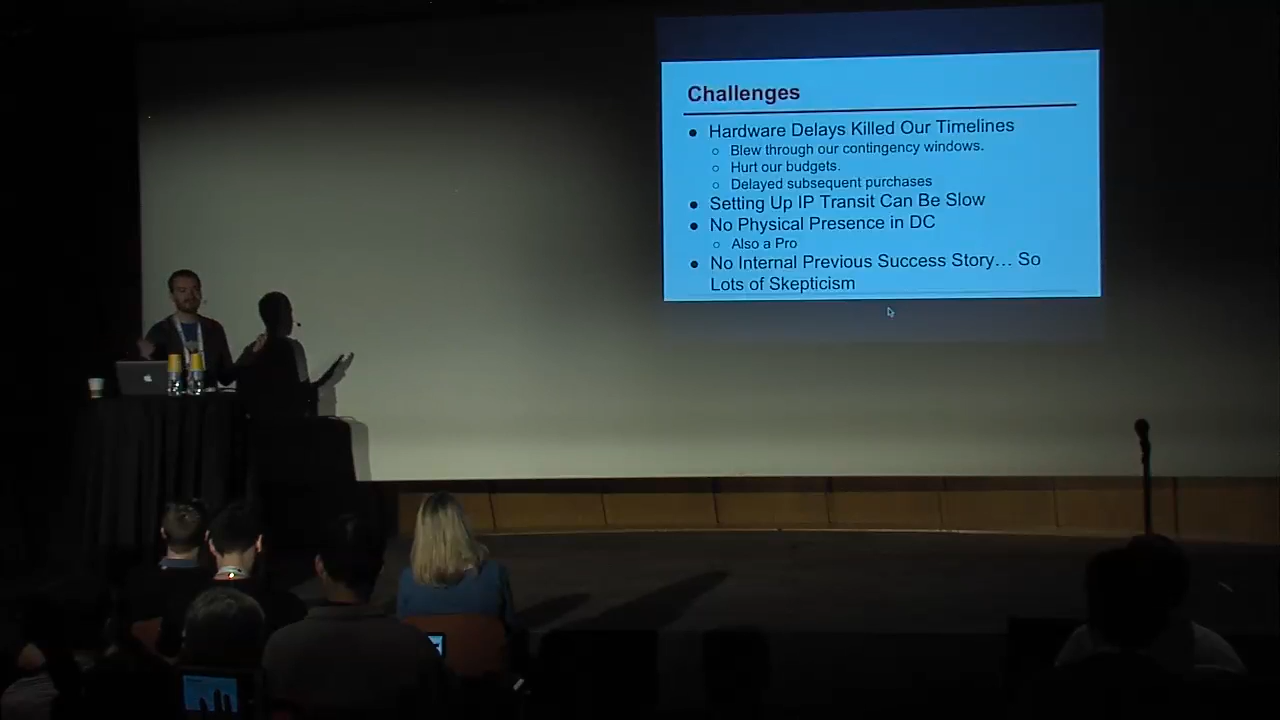 Challenges
● Hardware Delays Killed Our Timelines
○ Blew through our contingency windows.
○ Hurt our budgets.
○ Delayed subsequent purchases
● Setting Up IP Transit Can Be Slow
● No Physical Presence in DC
○ Also a Pro
● No Internal Previous Success Story… So
Lots of Skepticism